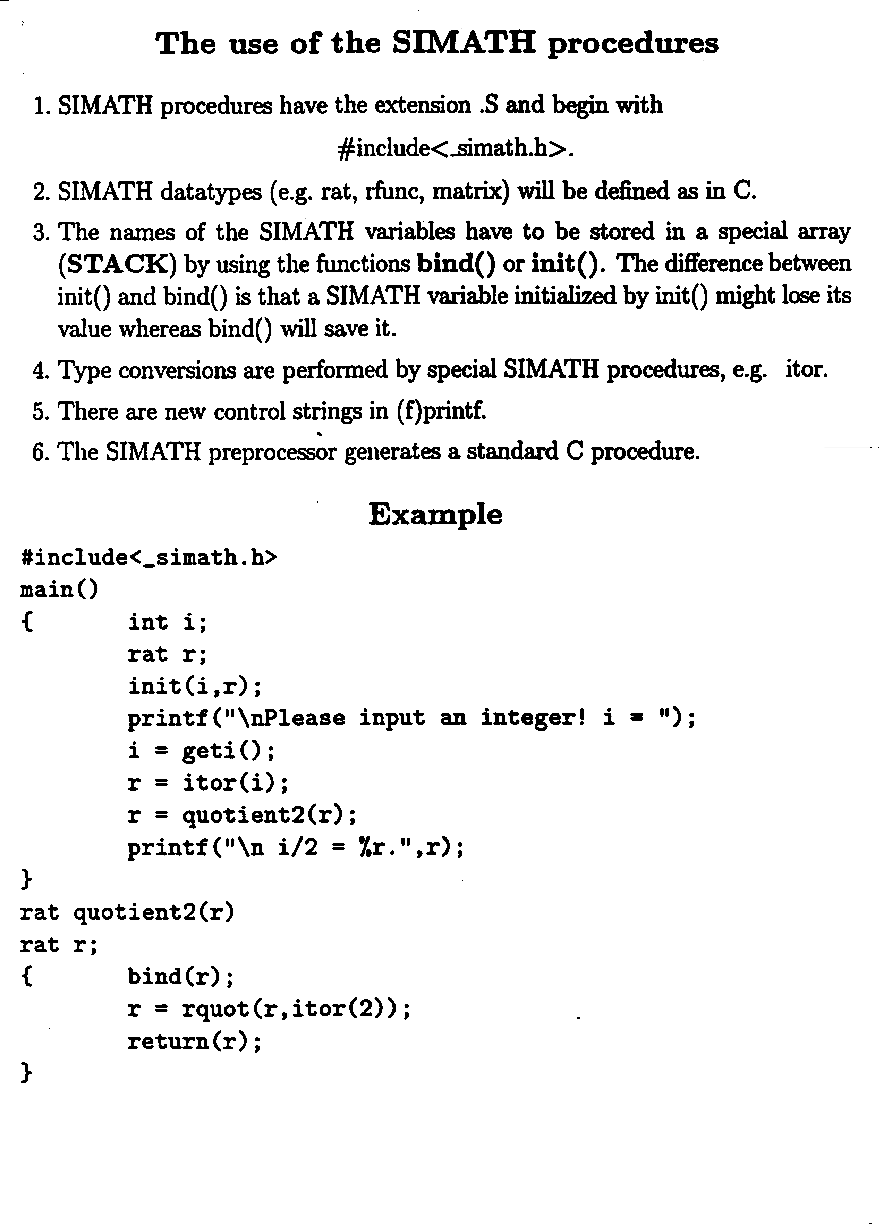 The use of the SIMATH procedures
1. SIMATH procedures have the extension .S and begin with
#include<_simath.h>.
2. SIMATH datatypes (e.g. rat, rfunc, matrix) will be defined as in C.
3. The names of the SIMATH variables have to be stored in a special array
(STACK) by using the functions bind() or init(). The difference between
init() and bind() is that a SIMATH variable initialized by init() might lose its
value whereas bind() will save it.
4. Type conversions are performed by special SIMATH procedures, e.g. itor.
5. There are new control strings in (f)printf.
6. The SIMATH preprocessor generates a standard C procedure.
Example
#include<_simath.h>
main()
{ int i;
rat r;
init(i,r);
printf("\nPlease input an integer! i = ");
i = geti();
r = itor(i);
r = quotient2(r);
printf("\n i/2 = %r.",r);
}
rat quotient2(r)
rat r;
{ bind(r);
r = rquot(r,itor(2));
return(r);
}